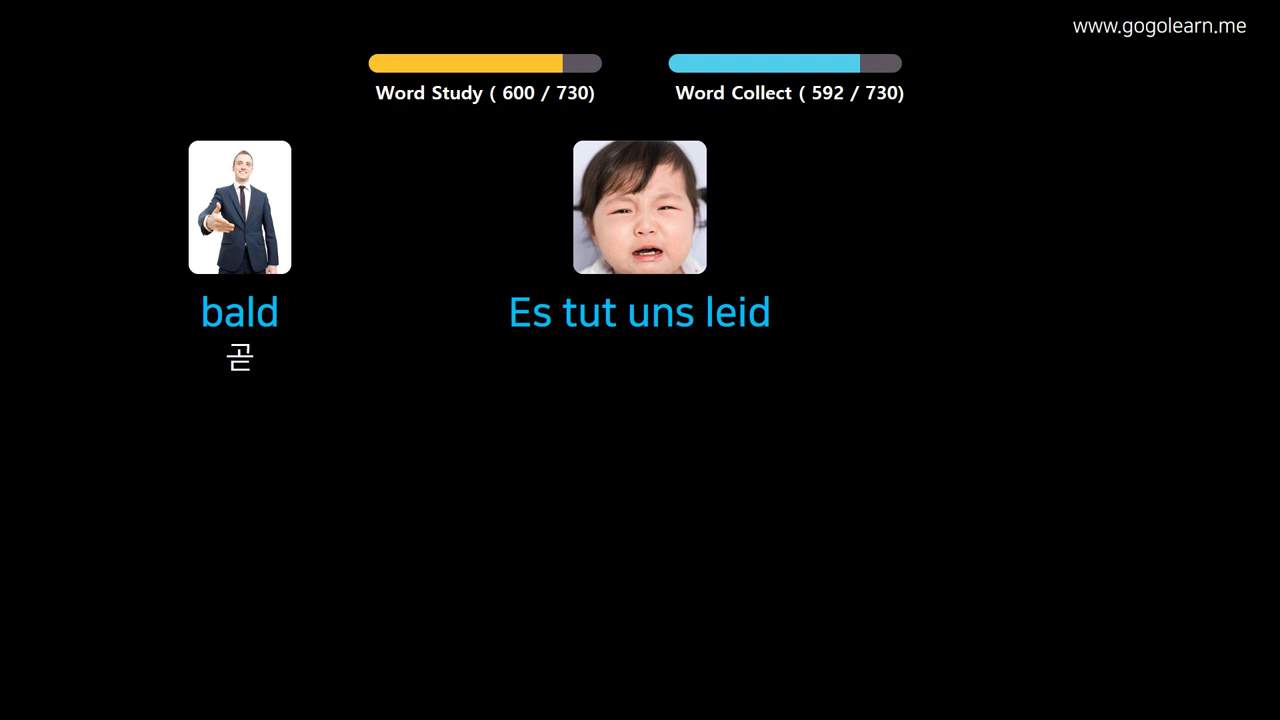 www.gogolearn.me
Word Study ( 600 / 730)
Word Collect ( 592 / 730)
bald
곧
Es tut uns leid